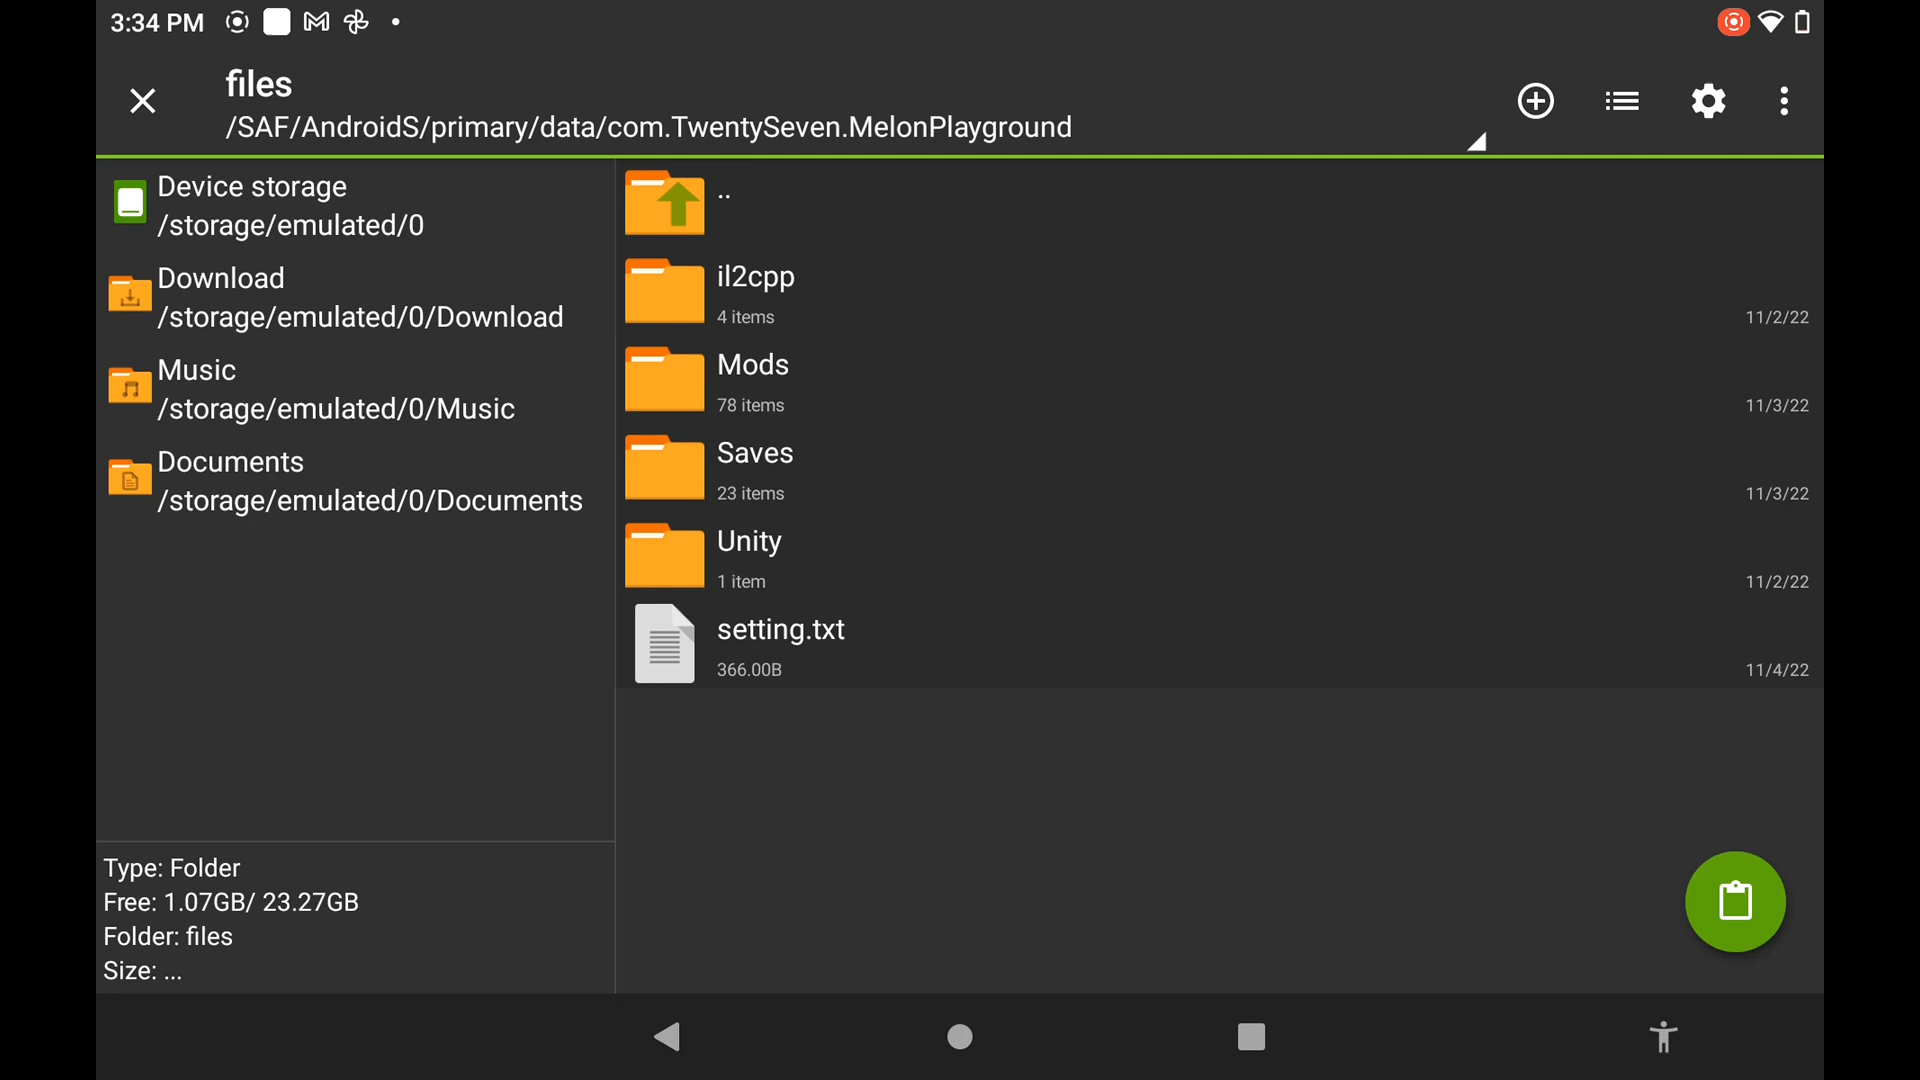 3:34 PM
files
/SAF/AndroidS/primary/data/com.TwentySeven.MelonPlayground
Device storage
/storage/emulated/0
Download
/storage/emulated/0/Download
Music
/storage/emulated/0/Music
Documents
/storage/emulated/0/Documents
..
il2cpp
4 items
11/2/22
Mods
78 items
11/3/22
Saves
23 items
11/3/22
Unity
1 item
11/2/22
setting.txt
366.00B
11/4/22
Type: Folder
Free: 1.07GB/ 23.27GB
Folder: files
Size: ...